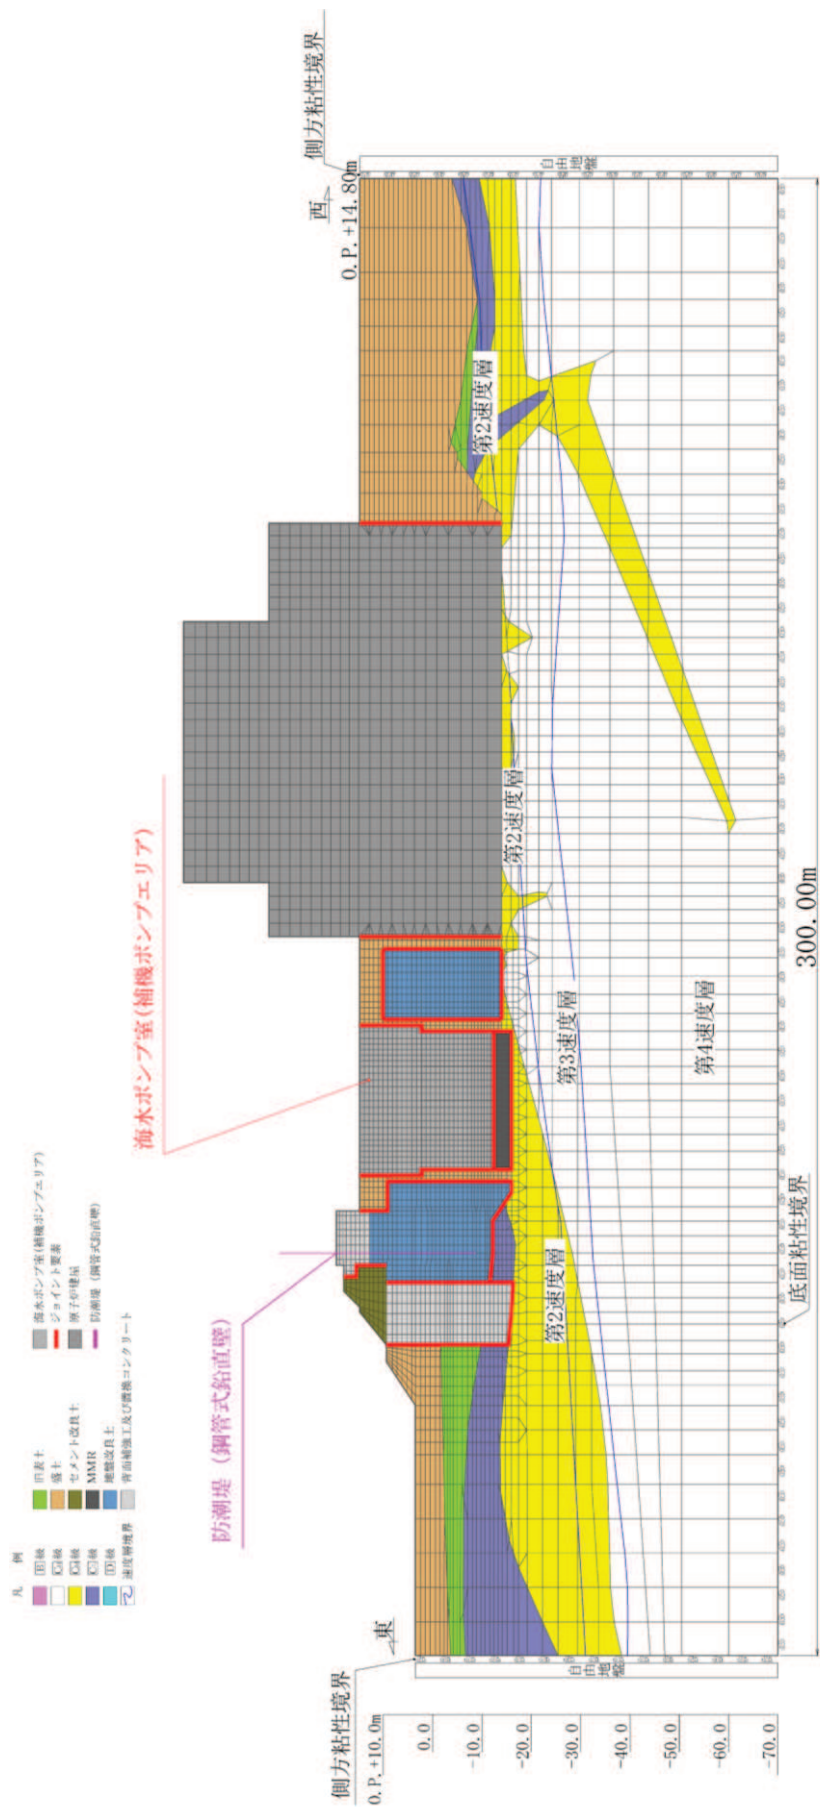 凡　例
旧表土
盛土
セメント改良土
MMR
地盤改良土
背面補強工及び置換コンクリート
速度層境界
海水ポンプ室(補機ポンプエリア)
ジョイント要素
原子炉建屋
防潮堤（鋼管式鉛直壁）
防潮堤（鋼管式鉛直壁）
海水ポンプ室(補機ポンプエリア)
側方粘性境界
O.P.+10.0m
0.0
-10.0
-20.0
-30.0
-40.0
-50.0
-60.0
-70.0
東
西
側方粘性境界
O.P.+14.80m
自由地盤
自由地盤
第2速度層
第2速度層
第2速度層
第3速度層
第4速度層
底面粘性境界
300.00m